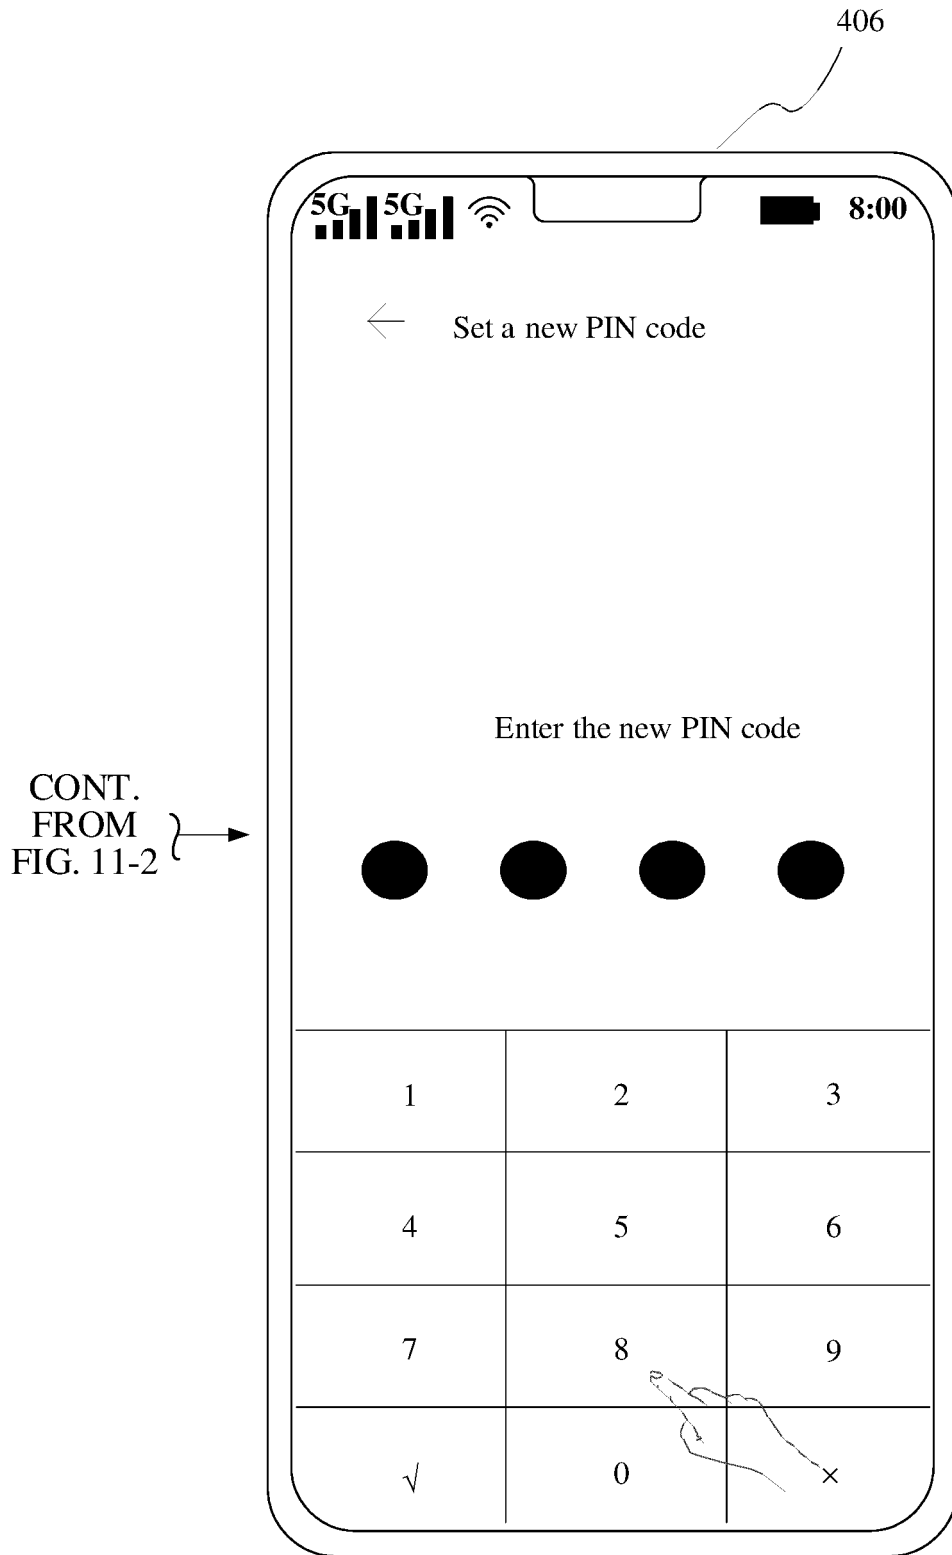 406
5G 5G 8:00
← Set a new PIN code
Enter the new PIN code
CONT.
FROM
FIG. 11-2
1 2 3
4 5 6
7 8 9
√ 0 ×